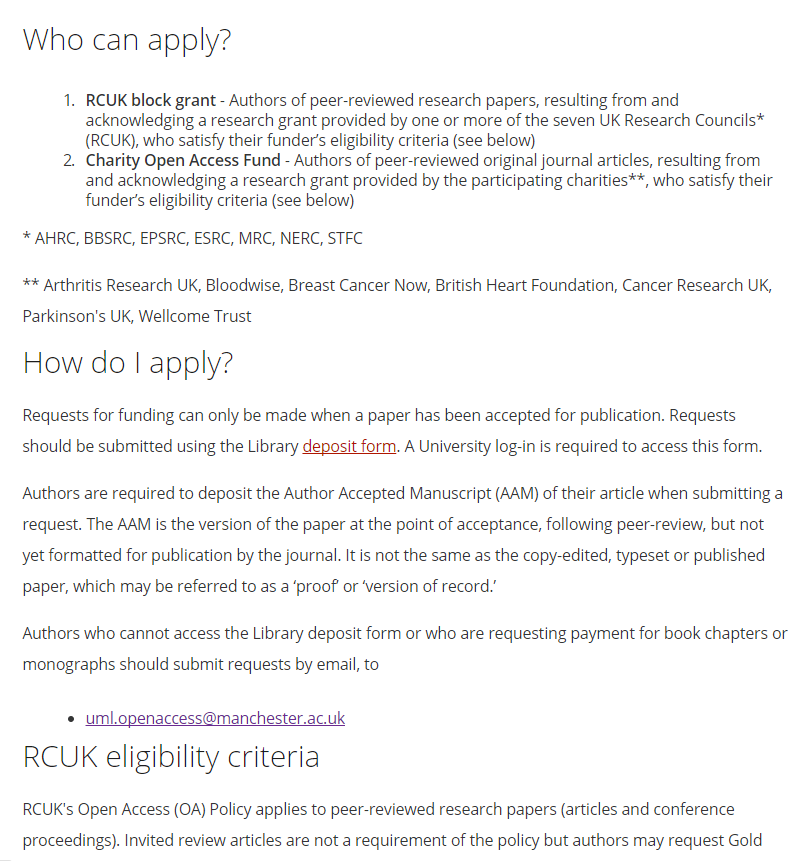 Who can apply?
1. RCUK block grant - Authors of peer-reviewed research papers, resulting from and
acknowledging a research grant provided by one or more of the seven UK Research Councils*
(RCUK), who satisfy their funder’s eligibility criteria (see below)
2. Charity Open Access Fund - Authors of peer-reviewed original journal articles, resulting from
and acknowledging a research grant provided by the participating charities**, who satisfy their
funder’s eligibility criteria (see below)
* AHRC, BBSRC, EPSRC, ESRC, MRC, NERC, STFC
** Arthritis Research UK, Bloodwise, Breast Cancer Now, British Heart Foundation, Cancer Research UK,
Parkinson's UK, Wellcome Trust
How do I apply?
Requests for funding can only be made when a paper has been accepted for publication. Requests
should be submitted using the Library deposit form. A University log-in is required to access this form.
Authors are required to deposit the Author Accepted Manuscript (AAM) of their article when submitting a
request. The AAM is the version of the paper at the point of acceptance, following peer-review, but not
yet formatted for publication by the journal. It is not the same as the copy-edited, typeset or published
paper, which may be referred to as a ‘proof’ or ‘version of record.’
Authors who cannot access the Library deposit form or who are requesting payment for book chapters or
monographs should submit requests by email, to
• uml.openaccess@manchester.ac.uk
RCUK eligibility criteria
RCUK's Open Access (OA) Policy applies to peer-reviewed research papers (articles and conference
proceedings). Invited review articles are not a requirement of the policy but authors may request Gold